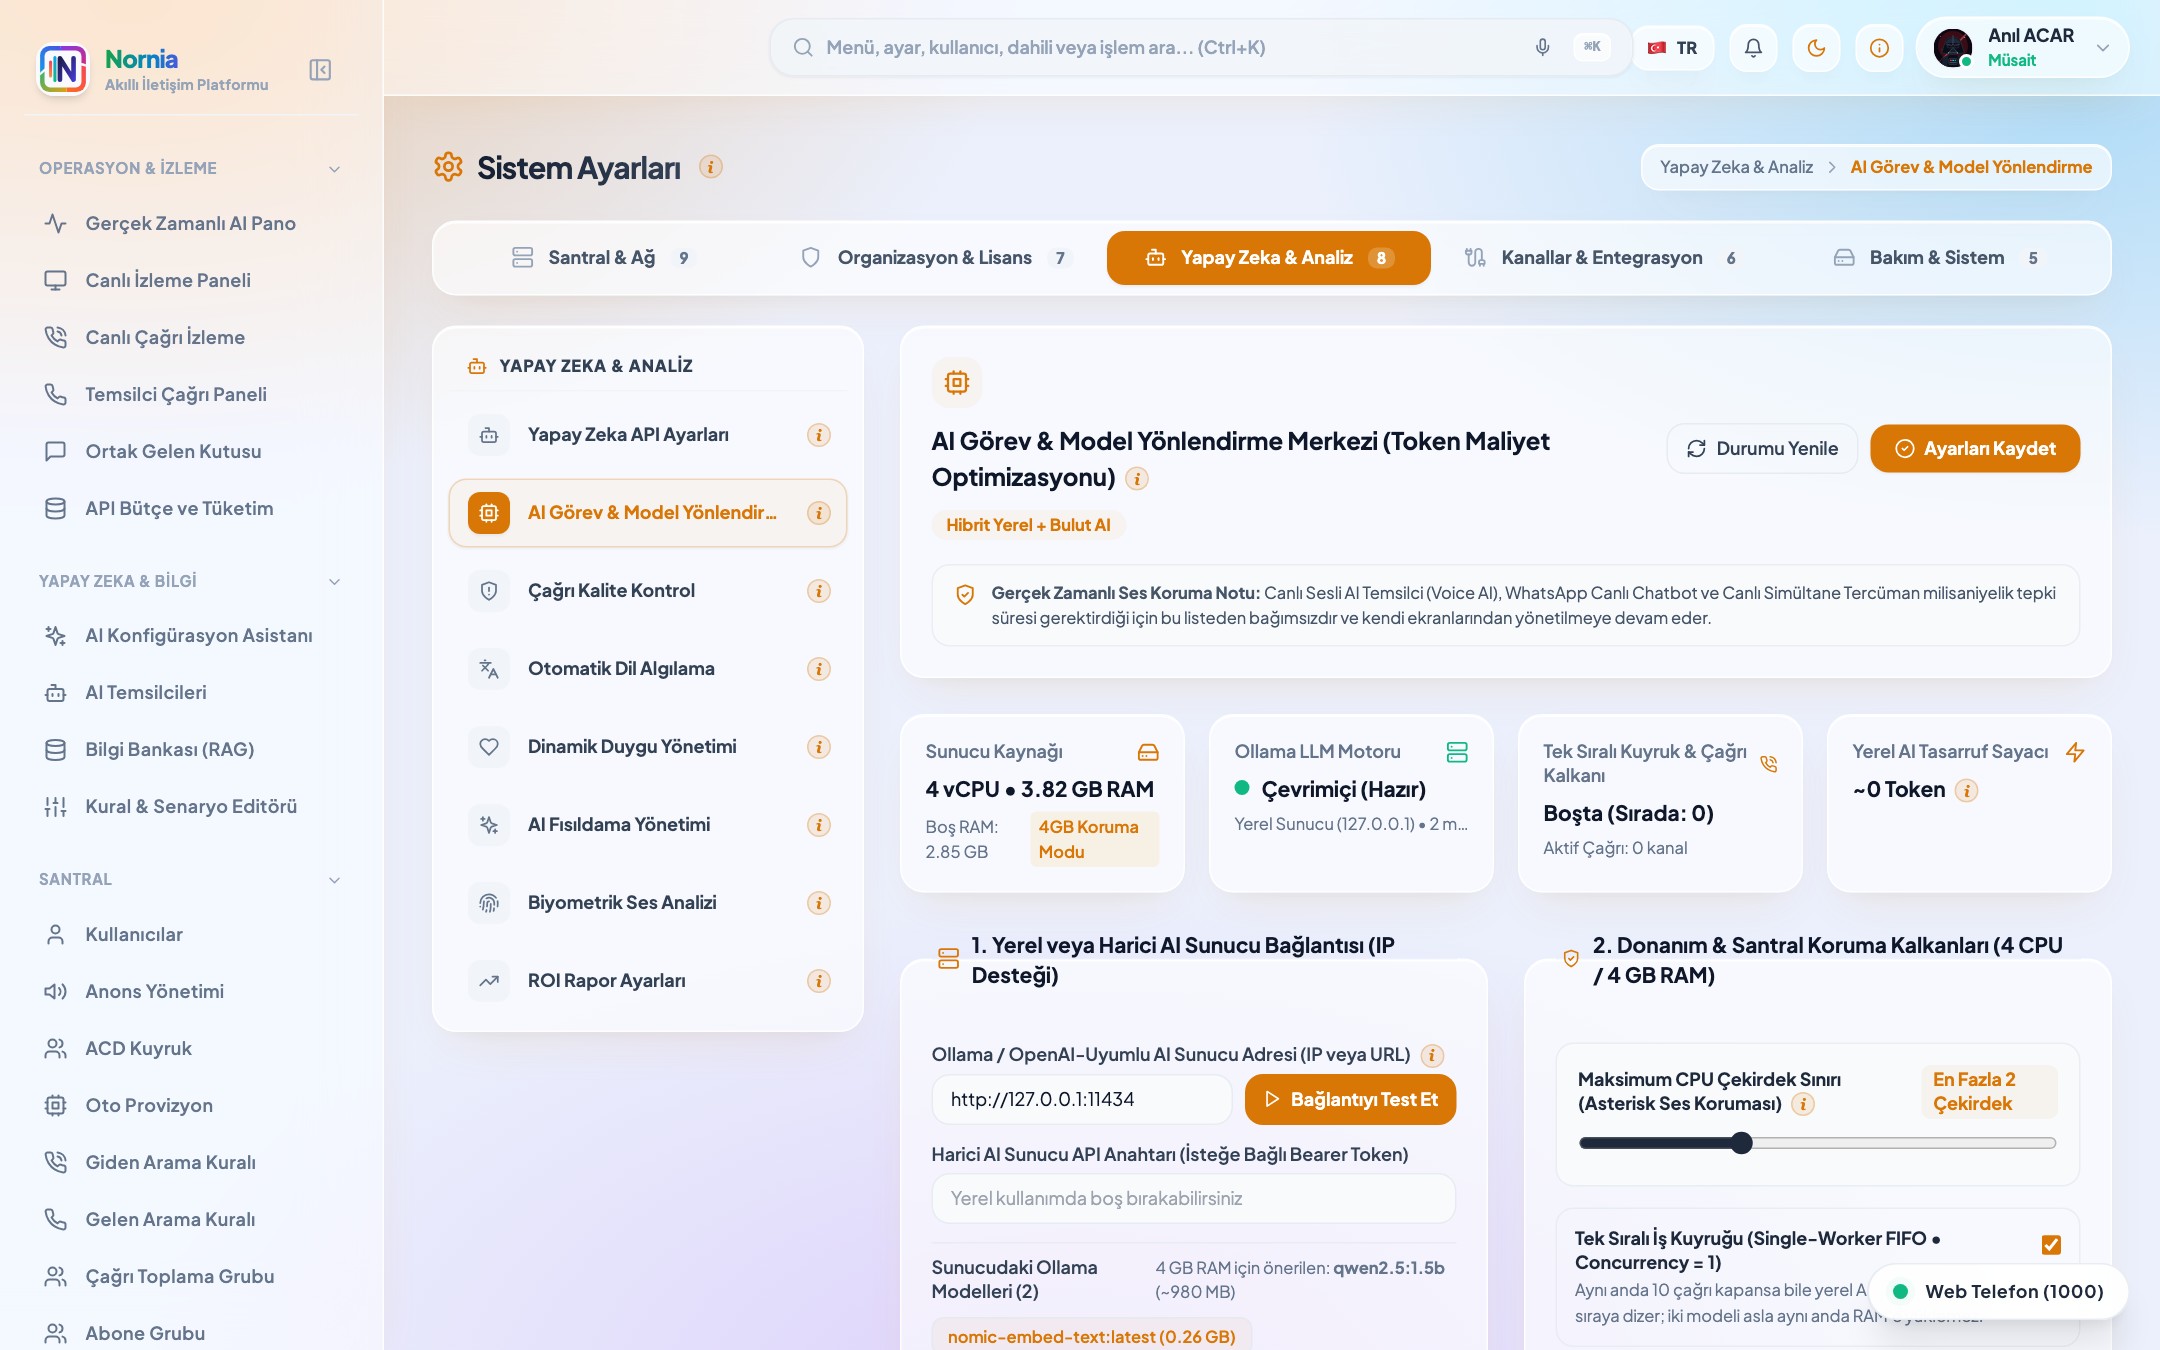 Nornia
Akıllı İletişim Platformu
Menü, ayar, kullanıcı, dahili veya işlem ara... (Ctrl+K)
⌘K
TR
Anıl ACAR
Müsait
OPERASYON & İZLEME
Gerçek Zamanlı AI Pano
Canlı İzleme Paneli
Canlı Çağrı İzleme
Temsilci Çağrı Paneli
Ortak Gelen Kutusu
API Bütçe ve Tüketim
YAPAY ZEKA & BİLGİ
AI Konfigürasyon Asistanı
AI Temsilcileri
Bilgi Bankası (RAG)
Kural & Senaryo Editörü
SANTRAL
Kullanıcılar
Anons Yönetimi
ACD Kuyruk
Oto Provizyon
Giden Arama Kuralı
Gelen Arama Kuralı
Çağrı Toplama Grubu
Abone Grubu
Sistem Ayarları
Yapay Zeka & Analiz > AI Görev & Model Yönlendirme
Santral & Ağ 9
Organizasyon & Lisans 7
Yapay Zeka & Analiz 8
Kanallar & Entegrasyon 6
Bakım & Sistem 5
YAPAY ZEKA & ANALİZ
Yapay Zeka API Ayarları
AI Görev & Model Yönlendir...
Çağrı Kalite Kontrol
Otomatik Dil Algılama
Dinamik Duygu Yönetimi
AI Fısıldama Yönetimi
Biyometrik Ses Analizi
ROI Rapor Ayarları
AI Görev & Model Yönlendirme Merkezi (Token Maliyet
Optimizasyonu)
Durumu Yenile
Ayarları Kaydet
Hibrit Yerel + Bulut AI
Gerçek Zamanlı Ses Koruma Notu: Canlı Sesli AI Temsilci (Voice AI), WhatsApp Canlı Chatbot ve Canlı Simültane Tercüman milisaniyelik tepki
süresi gerektirdiği için bu listeden bağımsızdır ve kendi ekranlarından yönetilmeye devam eder.
Sunucu Kaynağı
4 vCPU • 3.82 GB RAM
Boş RAM:
2.85 GB
4GB Koruma
Modu
Ollama LLM Motoru
Çevrimiçi (Hazır)
Yerel Sunucu (127.0.0.1) • 2 m...
Tek Sıralı Kuyruk & Çağrı
Kalkanı
Boşta (Sırada: 0)
Aktif Çağrı: 0 kanal
Yerel AI Tasarruf Sayacı
~0 Token
1. Yerel veya Harici AI Sunucu Bağlantısı (IP
Desteği)
Ollama / OpenAI-Uyumlu AI Sunucu Adresi (IP veya URL)
http://127.0.0.1:11434
Bağlantıyı Test Et
Harici AI Sunucu API Anahtarı (İsteğe Bağlı Bearer Token)
Yerel kullanımda boş bırakabilirsiniz
Sunucudaki Ollama
Modelleri (2)
4 GB RAM için önerilen: qwen2.5:1.5b
(~980 MB)
nomic-embed-text:latest (0.26 GB)
2. Donanım & Santral Koruma Kalkanları (4 CPU
/ 4 GB RAM)
Maksimum CPU Çekirdek Sınırı
(Asterisk Ses Koruması)
En Fazla 2
Çekirdek
Tek Sıralı İş Kuyruğu (Single-Worker FIFO •
Concurrency = 1)
Aynı anda 10 çağrı kapansa bile yerel A
sıraya dizer; iki modeli asla aynı anda
Web Telefon (1000)